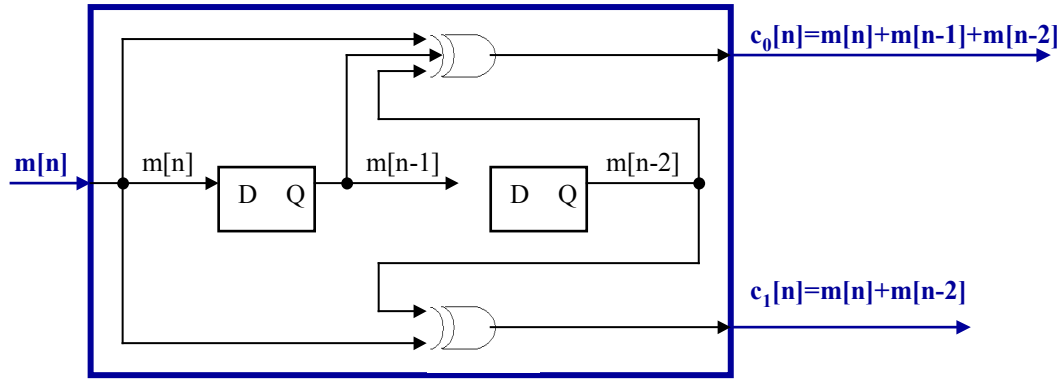 c₀[n]=m[n]+m[n-1]+m[n-2]
m[n]
m[n]
m[n-1]
m[n-2]
D Q
D Q
c₁[n]=m[n]+m[n-2]